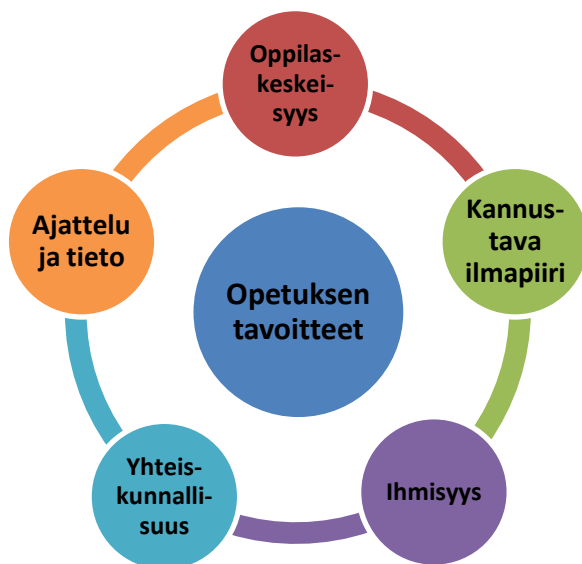 Oppilas-
keskei-
syys
Kannus-
tava
ilmapiiri
Ihmisyys
Yhteis-
kunnalli-
suus
Ajattelu
ja tieto
Opetuksen
tavoitteet